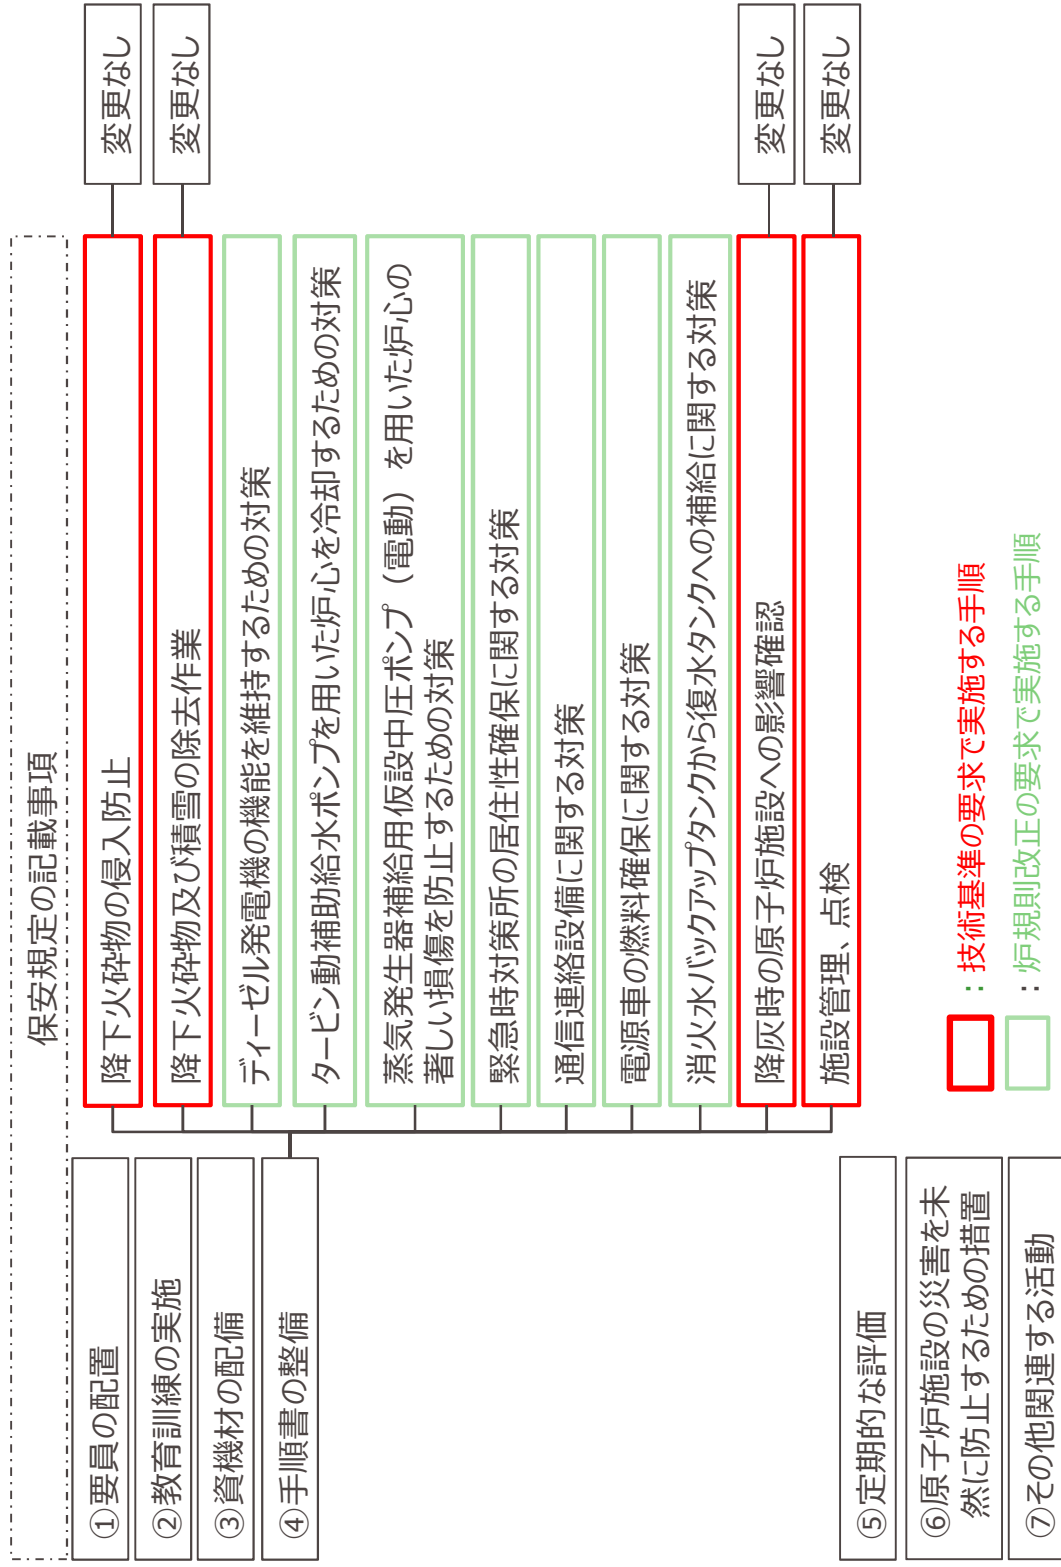 保安規定の記載事項
①要員の配置
②教育訓練の実施
③資機材の配備
④手順書の整備
降下火砕物の侵入防止
変更なし
降下火砕物及び積雪の除去作業
変更なし
ディーゼル発電機の機能を維持するための対策
タービン動補助給水ポンプを用いた炉心を冷却するための対策
蒸気発生器補給用仮設中圧ポンプ（電動）を用いた炉心の
著しい損傷を防止するための対策
緊急時対策所の居住性確保に関する対策
通信連絡設備に関する対策
電源車の燃料確保に関する対策
消火水バックアップタンクから復水タンクへの補給に関する対策
降灰時の原子炉施設への影響確認
変更なし
施設管理、点検
変更なし
⑤定期的な評価
⑥原子炉施設の災害を未
然に防止するための措置
⑦その他関連する活動
：技術基準の要求で実施する手順
：炉規則改正の要求で実施する手順